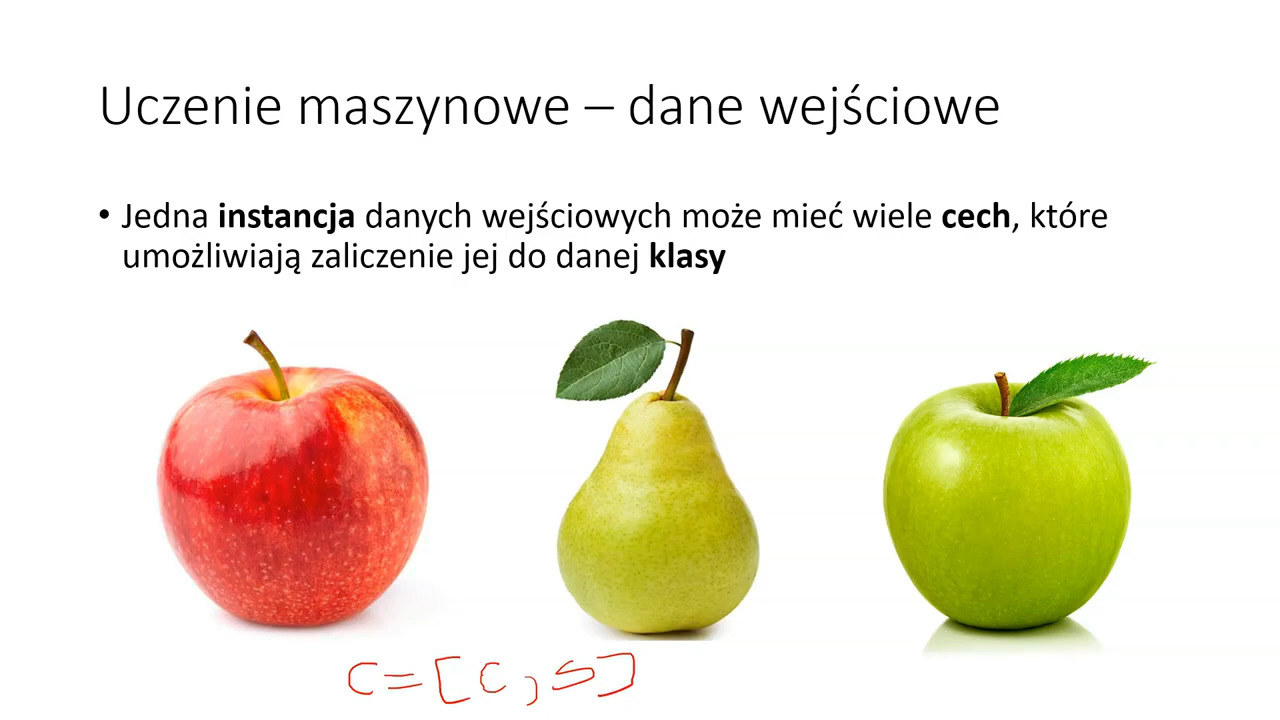 Uczenie maszynowe – dane wejściowe
• Jedna instancja danych wejściowych może mieć wiele cech, które
umożliwiają zaliczenie jej do danej klasy
C=[C,S]